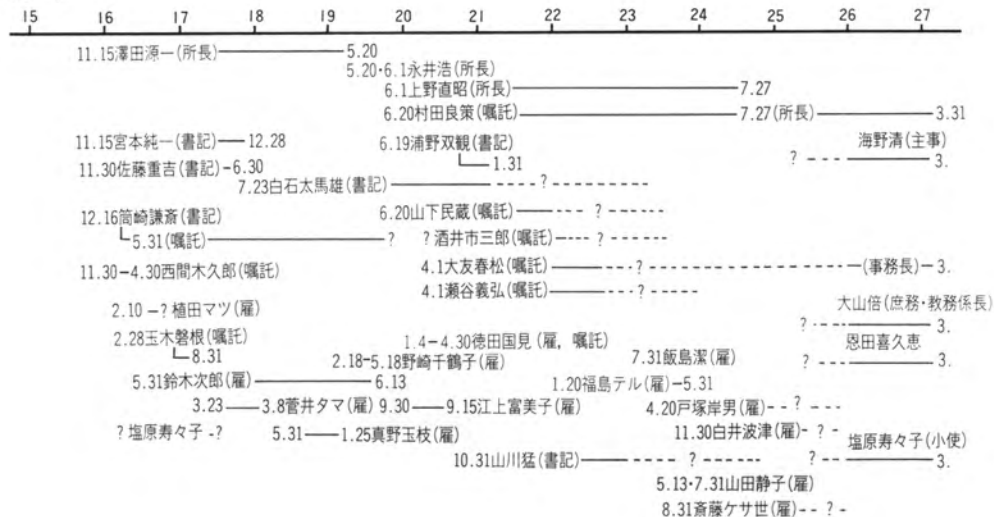 15 16 17 18 19 20 21 22 23 24 25 26 27
11.15澤田源一(所長) 5.20
5.20・6.1永井浩(所長)
6.1上野直昭(所長) 7.27
6.20村田良策(嘱託) 7.27(所長) 3.31
11.15宮本純一(書記) 12.28 6.19浦野双観(書記) 海野清(主事)
1.31 ? 3.
11.30佐藤重吉(書記) 6.30
7.23白石太馬雄(書記) ?
12.16筒崎謙斎(書記) 6.20山下民蔵(嘱託) ?
5.31(嘱託) ? ?酒井市三郎(嘱託) ?
11.30-4.30西間木久郎(嘱託) 4.1大友春松(嘱託) ? (事務長) 3.
4.1瀬谷義弘(嘱託) ?
2.10-?植田マツ(雇) 大山倍(庶務・教務係長)
? 3.
2.28玉木磐根(嘱託) 1.4-4.30徳田国見(雇,嘱託) 恩田喜久恵
8.31 2.18-5.18野崎千鶴子(雇) 7.31飯島潔(雇) ? 3.
5.31鈴木次郎(雇) 6.13 1.20福島テル(雇)-5.31
3.23 3.8菅井タマ(雇) 9.30 9.15江上富美子(雇) 4.20戸塚岸男(雇) ?
?塩原寿々子-? 5.31 1.25真野玉枝(雇) 11.30白井波津(雇) ? 塩原寿々子(小使)
10.31山川猛(書記) ? ? 3.
5.13・7.31山田静子(雇)
8.31斎藤ケサ世(雇) ?